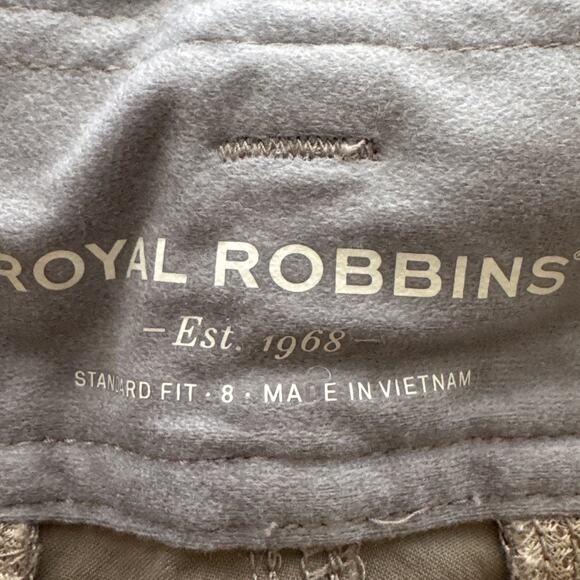 ROYAL ROBBINS®
– Est. 1968 –
STANDARD FIT · 8 · MADE IN VIETNAM